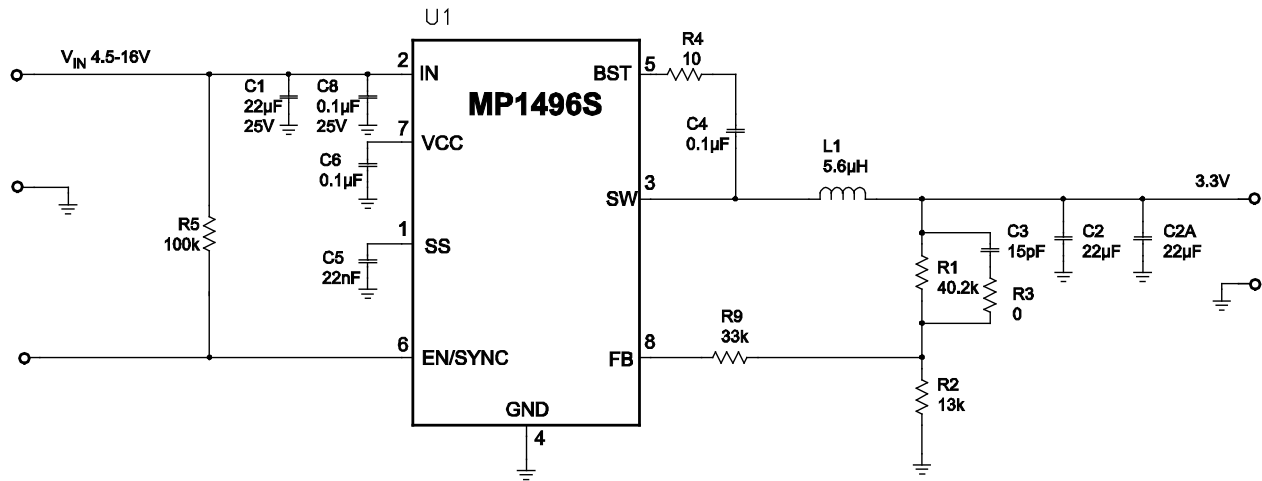 U1
V_IN 4.5-16V
2
IN
C1
22µF
25V
C8
0.1µF
25V
MP1496S
BST
5
R4
10
C4
0.1µF
7
VCC
C6
0.1µF
SW
3
L1
5.6µH
3.3V
R5
100k
1
SS
C5
22nF
C3
15pF
C2
22µF
C2A
22µF
R1
40.2k
R3
0
R9
33k
6
EN/SYNC
FB
8
R2
13k
GND
4